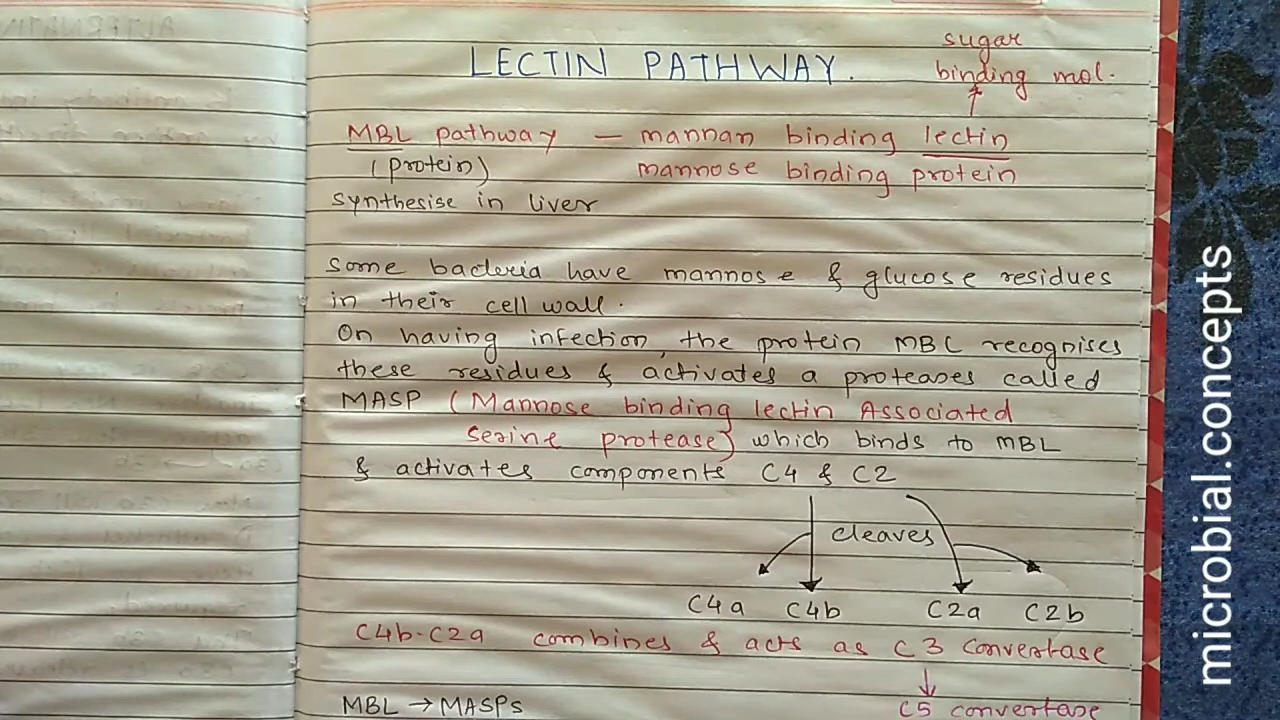 LECTIN PATHWAY.
sugar
binding mol.
MBL pathway — mannan binding lectin
(protein) mannose binding protein
synthesise in liver
Some bacteria have mannose & glucose residues
in their cell wall.
On having infection, the protein MBL recognises
these residues & activates a proteases called
MASP (Mannose binding lectin Associated
serine protease) which binds to MBL
& activates components C4 & C2
cleaves
C4a C4b C2a C2b
C4b·C2a combines & acts as C3 convertase
MBL → MASPs
C5 convertase
microbial.concepts